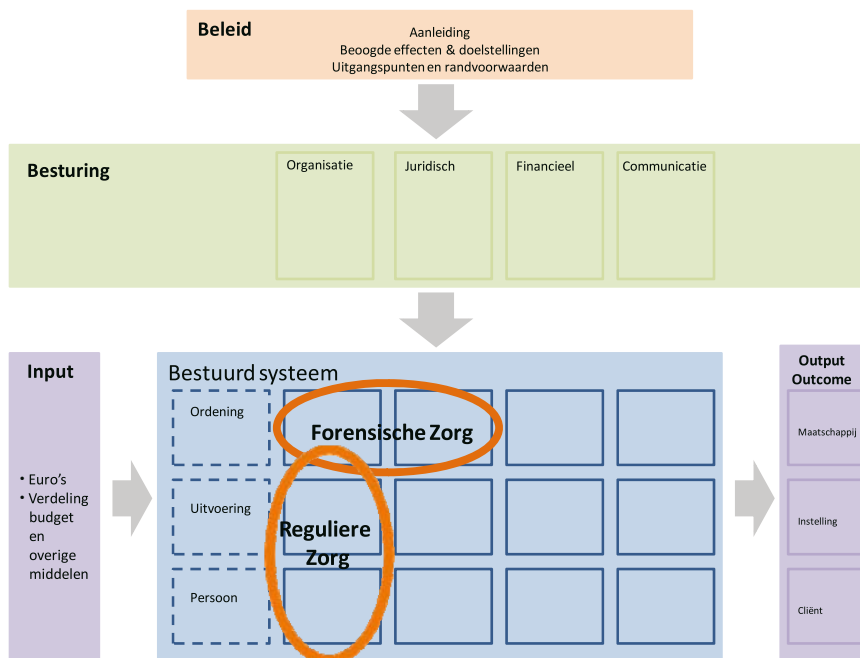 Beleid
Aanleiding
Beoogde effecten & doelstellingen
Uitgangspunten en randvoorwaarden
Besturing
Organisatie
Juridisch
Financieel
Communicatie
Input
• Euro's
• Verdeling
budget
en
overige
middelen
Bestuurd systeem
Ordening
Forensische Zorg
Uitvoering
Reguliere
Zorg
Persoon
Output
Outcome
Maatschappij
Instelling
Cliënt